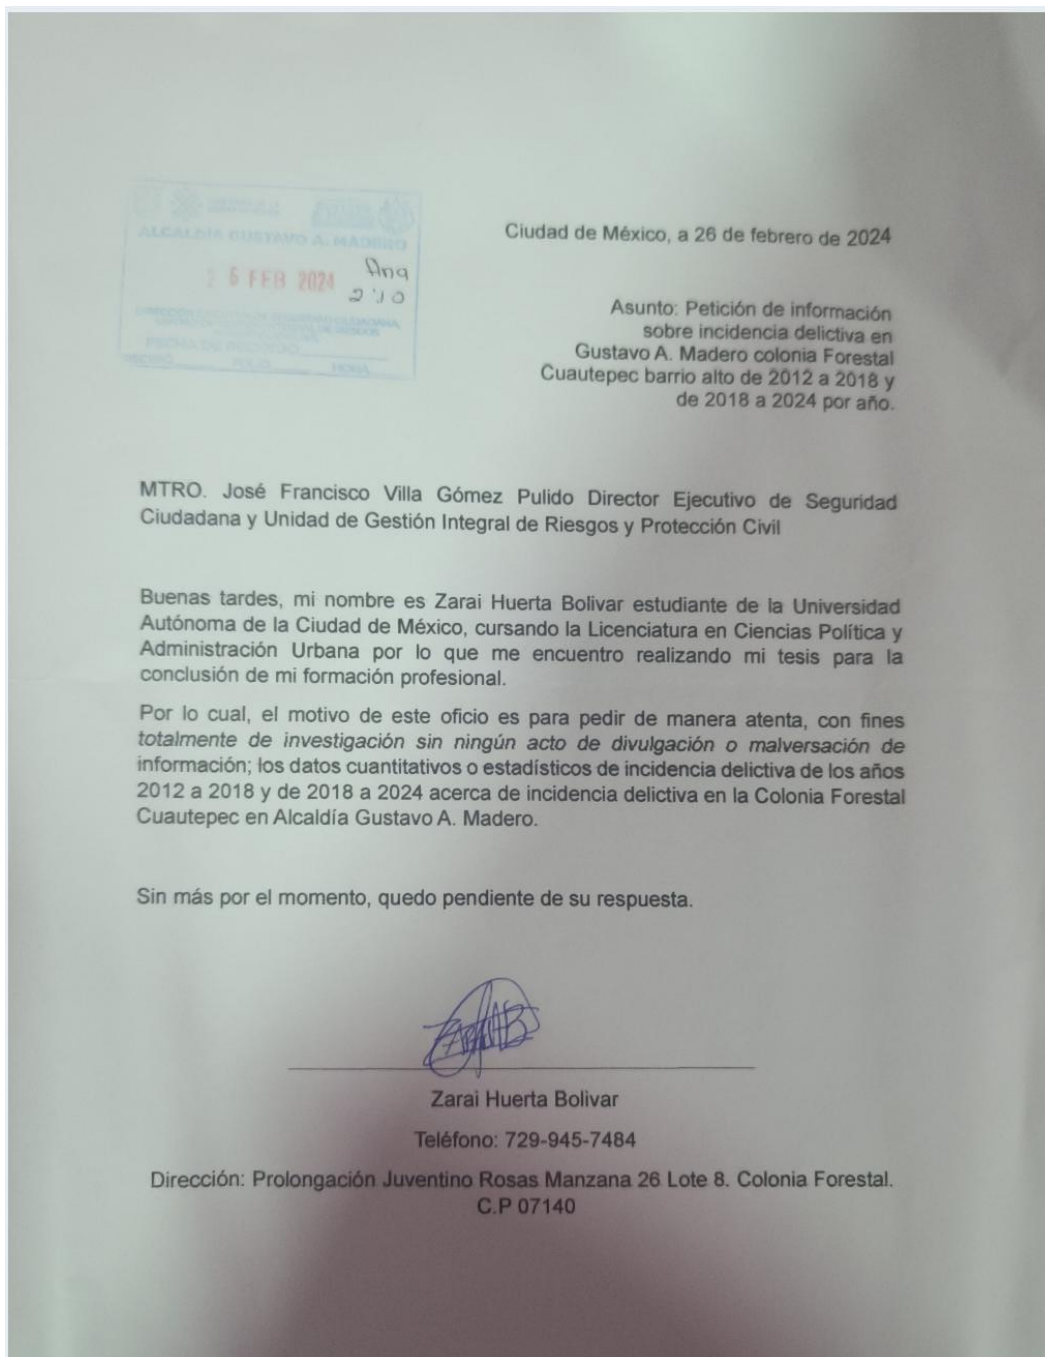 ALCALDÍA GUSTAVO A. MADERO
Ana
2 6 FEB 2024
2:10
Ciudad de México, a 26 de febrero de 2024
Asunto: Petición de información
sobre incidencia delictiva en
Gustavo A. Madero colonia Forestal
Cuautepec barrio alto de 2012 a 2018 y
de 2018 a 2024 por año.
MTRO. José Francisco Villa Gómez Pulido Director Ejecutivo de Seguridad
Ciudadana y Unidad de Gestión Integral de Riesgos y Protección Civil
Buenas tardes, mi nombre es Zarai Huerta Bolivar estudiante de la Universidad
Autónoma de la Ciudad de México, cursando la Licenciatura en Ciencias Política y
Administración Urbana por lo que me encuentro realizando mi tesis para la
conclusión de mi formación profesional.
Por lo cual, el motivo de este oficio es para pedir de manera atenta, con fines
totalmente de investigación sin ningún acto de divulgación o malversación de
información; los datos cuantitativos o estadísticos de incidencia delictiva de los años
2012 a 2018 y de 2018 a 2024 acerca de incidencia delictiva en la Colonia Forestal
Cuautepec en Alcaldía Gustavo A. Madero.
Sin más por el momento, quedo pendiente de su respuesta.
Zarai Huerta Bolivar
Teléfono: 729-945-7484
Dirección: Prolongación Juventino Rosas Manzana 26 Lote 8. Colonia Forestal.
C.P 07140